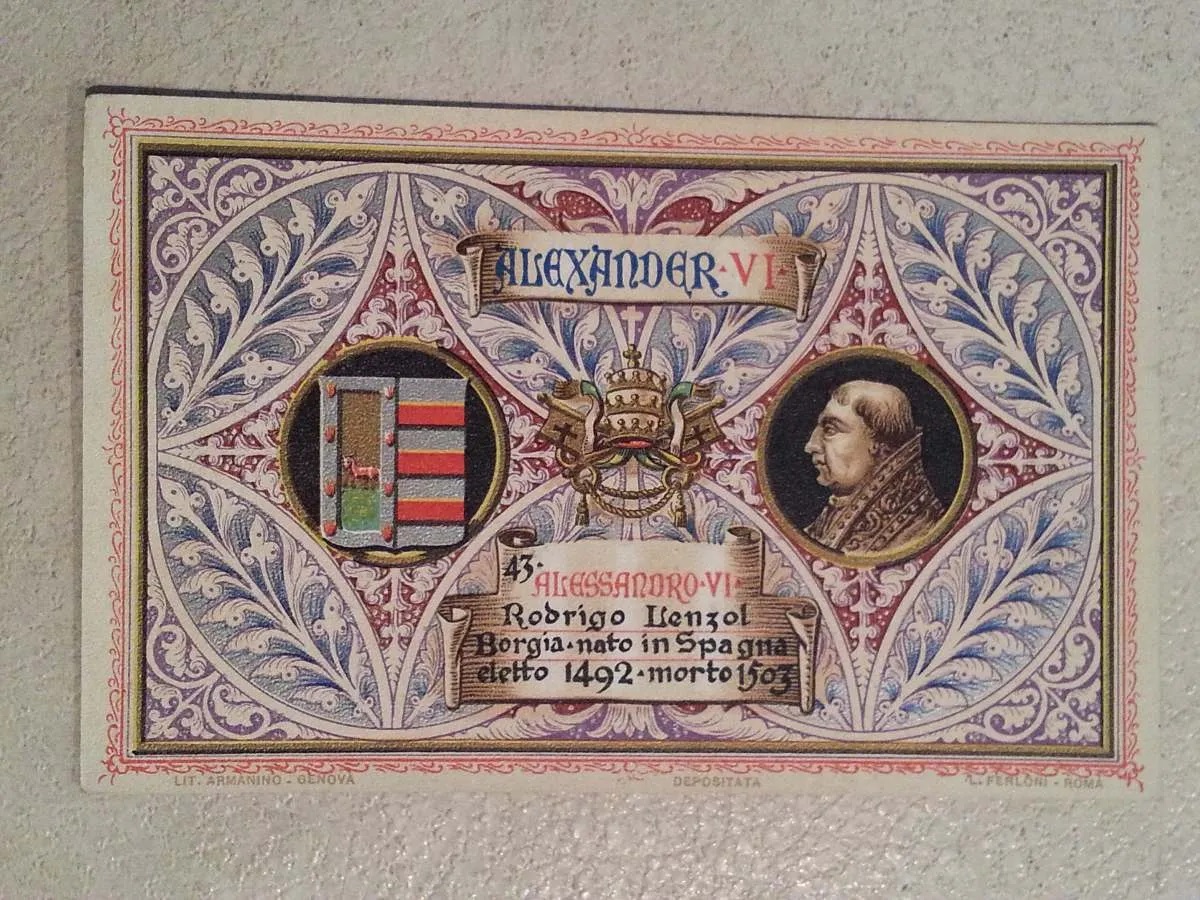 ALEXANDER·VI·
43·
ALESSANDRO·VI·
Rodrigo Lenzol
Borgia·nato in Spagna
eletto 1492·morto 1503
LIT. ARMANINO - GENOVA
DEPOSITATA
L. FERLONI - ROMA